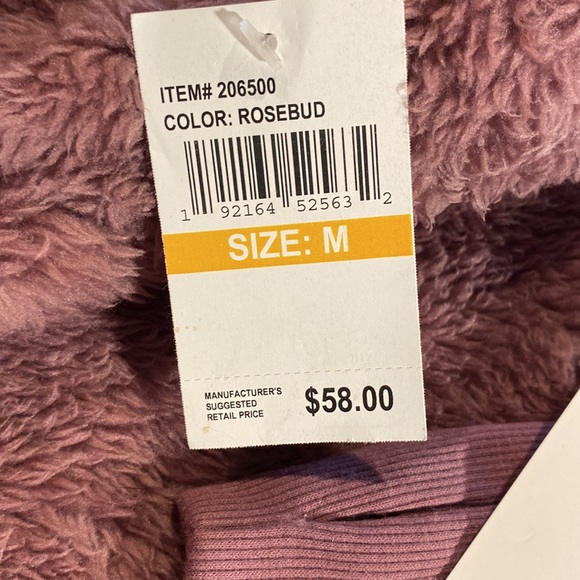 ITEM# 206500
COLOR: ROSEBUD
1 92164 52563 2
SIZE: M
MANUFACTURER'S
SUGGESTED
RETAIL PRICE
$58.00